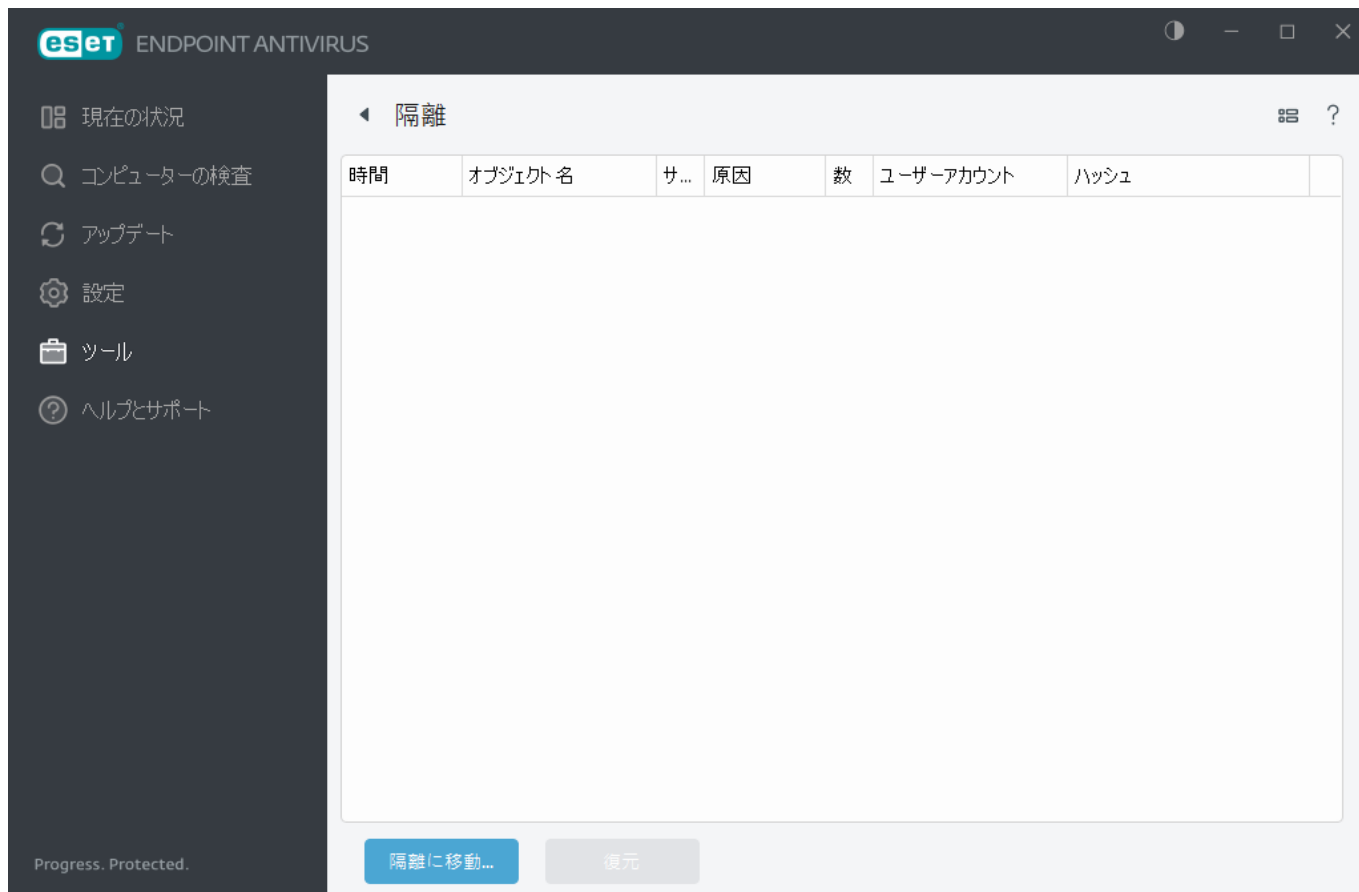 eset ENDPOINT ANTIVIRUS
現在の状況
コンピューターの検査
アップデート
設定
ツール
ヘルプとサポート
Progress. Protected.
隔離
?
時間 オブジェクト名 サ... 原因 数 ユーザーアカウント ハッシュ
隔離に移動... 復元